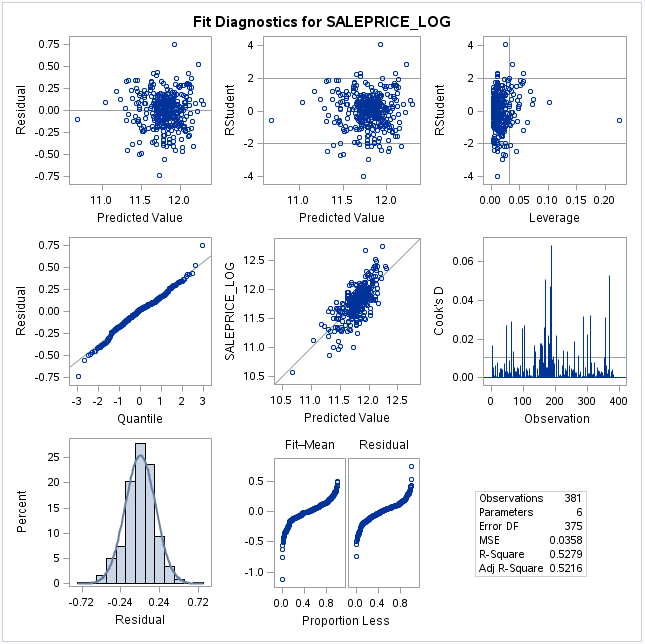 Fit Diagnostics for SALEPRICE_LOG
0.75
0.50
0.25
0.00
-0.25
-0.50
-0.75
Residual
11.0 11.5 12.0
Predicted Value
4
2
0
-2
-4
RStudent
11.0 11.5 12.0
Predicted Value
4
2
0
-2
-4
RStudent
0.00 0.05 0.10 0.15 0.20
Leverage
0.75
0.50
0.25
0.00
-0.25
-0.50
-0.75
Residual
-3 -2 -1 0 1 2 3
Quantile
12.5
12.0
11.5
11.0
10.5
SALEPRICE_LOG
10.5 11.0 11.5 12.0 12.5
Predicted Value
0.06
0.04
0.02
0.00
Cook's D
0 100 200 300 400
Observation
25
20
15
10
5
0
Percent
-0.72 -0.24 0.24 0.72
Residual
Fit–Mean Residual
0.5
0.0
-0.5
-1.0
0.0 0.4 0.8 0.0 0.4 0.8
Proportion Less
Observations 381
Parameters 6
Error DF 375
MSE 0.0358
R-Square 0.5279
Adj R-Square 0.5216